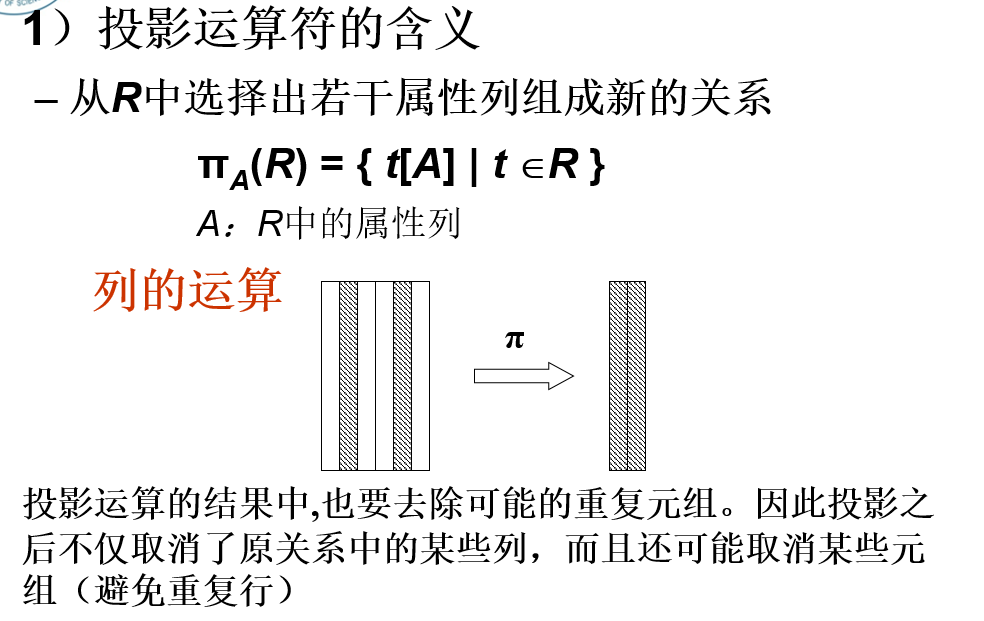 1）投影运算符的含义
– 从R中选择出若干属性列组成新的关系
πA(R) = { t[A] | t ∈R }
A：R中的属性列
列的运算
π
投影运算的结果中,也要去除可能的重复元组。因此投影之
后不仅取消了原关系中的某些列，而且还可能取消某些元
组（避免重复行）